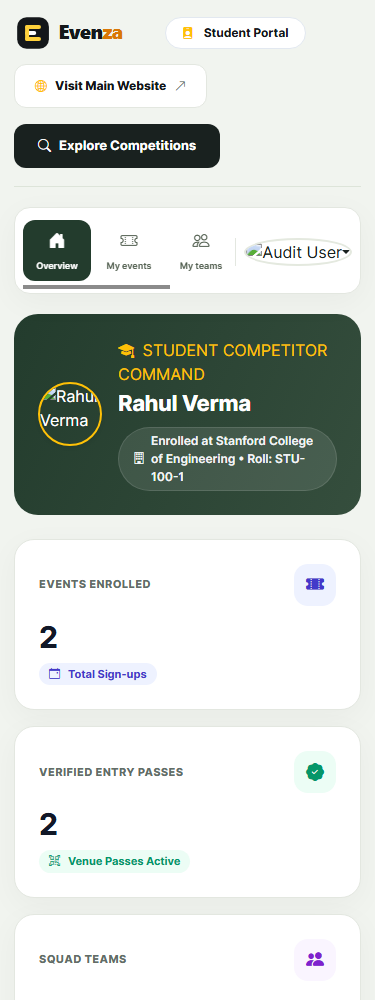 Evenza
Student Portal
Visit Main Website
Explore Competitions
Overview
My events
My teams
Audit User
STUDENT COMPETITOR
COMMAND
Rahul
Verma
Rahul Verma
Enrolled at Stanford College
of Engineering • Roll: STU-
100-1
EVENTS ENROLLED
2
Total Sign-ups
VERIFIED ENTRY PASSES
2
Venue Passes Active
SQUAD TEAMS